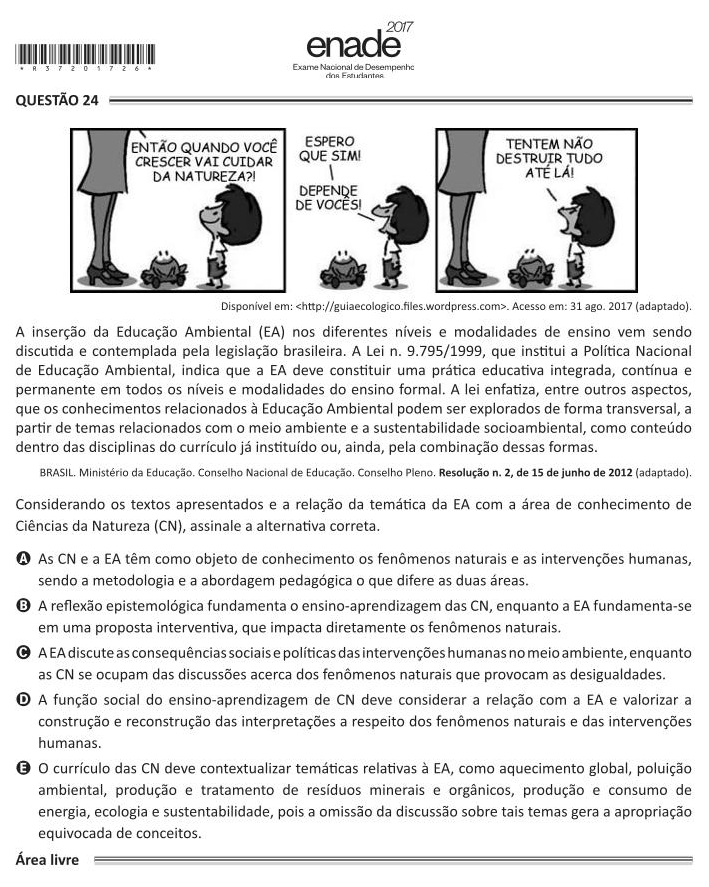 2017
enade
Exame Nacional de Desempenho
dos Estudantes
*R3720172 6*
QUESTÃO 24
ENTÃO QUANDO VOCÊ
CRESCER VAI CUIDAR
DA NATUREZA?!
ESPERO
QUE SIM!
DEPENDE
DE VOCÊS!
TENTEM NÃO
DESTRUIR TUDO
ATÉ LÁ!
Disponível em: <http://guiaecologico.files.wordpress.com>. Acesso em: 31 ago. 2017 (adaptado).
A inserção da Educação Ambiental (EA) nos diferentes níveis e modalidades de ensino vem sendo
discutida e contemplada pela legislação brasileira. A Lei n. 9.795/1999, que institui a Política Nacional
de Educação Ambiental, indica que a EA deve constituir uma prática educativa integrada, contínua e
permanente em todos os níveis e modalidades do ensino formal. A lei enfatiza, entre outros aspectos,
que os conhecimentos relacionados à Educação Ambiental podem ser explorados de forma transversal, a
partir de temas relacionados com o meio ambiente e a sustentabilidade socioambiental, como conteúdo
dentro das disciplinas do currículo já instituído ou, ainda, pela combinação dessas formas.
BRASIL. Ministério da Educação. Conselho Nacional de Educação. Conselho Pleno. Resolução n. 2, de 15 de junho de 2012 (adaptado).
Considerando os textos apresentados e a relação da temática da EA com a área de conhecimento de
Ciências da Natureza (CN), assinale a alternativa correta.
A As CN e a EA têm como objeto de conhecimento os fenômenos naturais e as intervenções humanas,
sendo a metodologia e a abordagem pedagógica o que difere as duas áreas.
B A reflexão epistemológica fundamenta o ensino-aprendizagem das CN, enquanto a EA fundamenta-se
em uma proposta interventiva, que impacta diretamente os fenômenos naturais.
C A EA discute as consequências sociais e políticas das intervenções humanas no meio ambiente, enquanto
as CN se ocupam das discussões acerca dos fenômenos naturais que provocam as desigualdades.
D A função social do ensino-aprendizagem de CN deve considerar a relação com a EA e valorizar a
construção e reconstrução das interpretações a respeito dos fenômenos naturais e das intervenções
humanas.
E O currículo das CN deve contextualizar temáticas relativas à EA, como aquecimento global, poluição
ambiental, produção e tratamento de resíduos minerais e orgânicos, produção e consumo de
energia, ecologia e sustentabilidade, pois a omissão da discussão sobre tais temas gera a apropriação
equivocada de conceitos.
Área livre